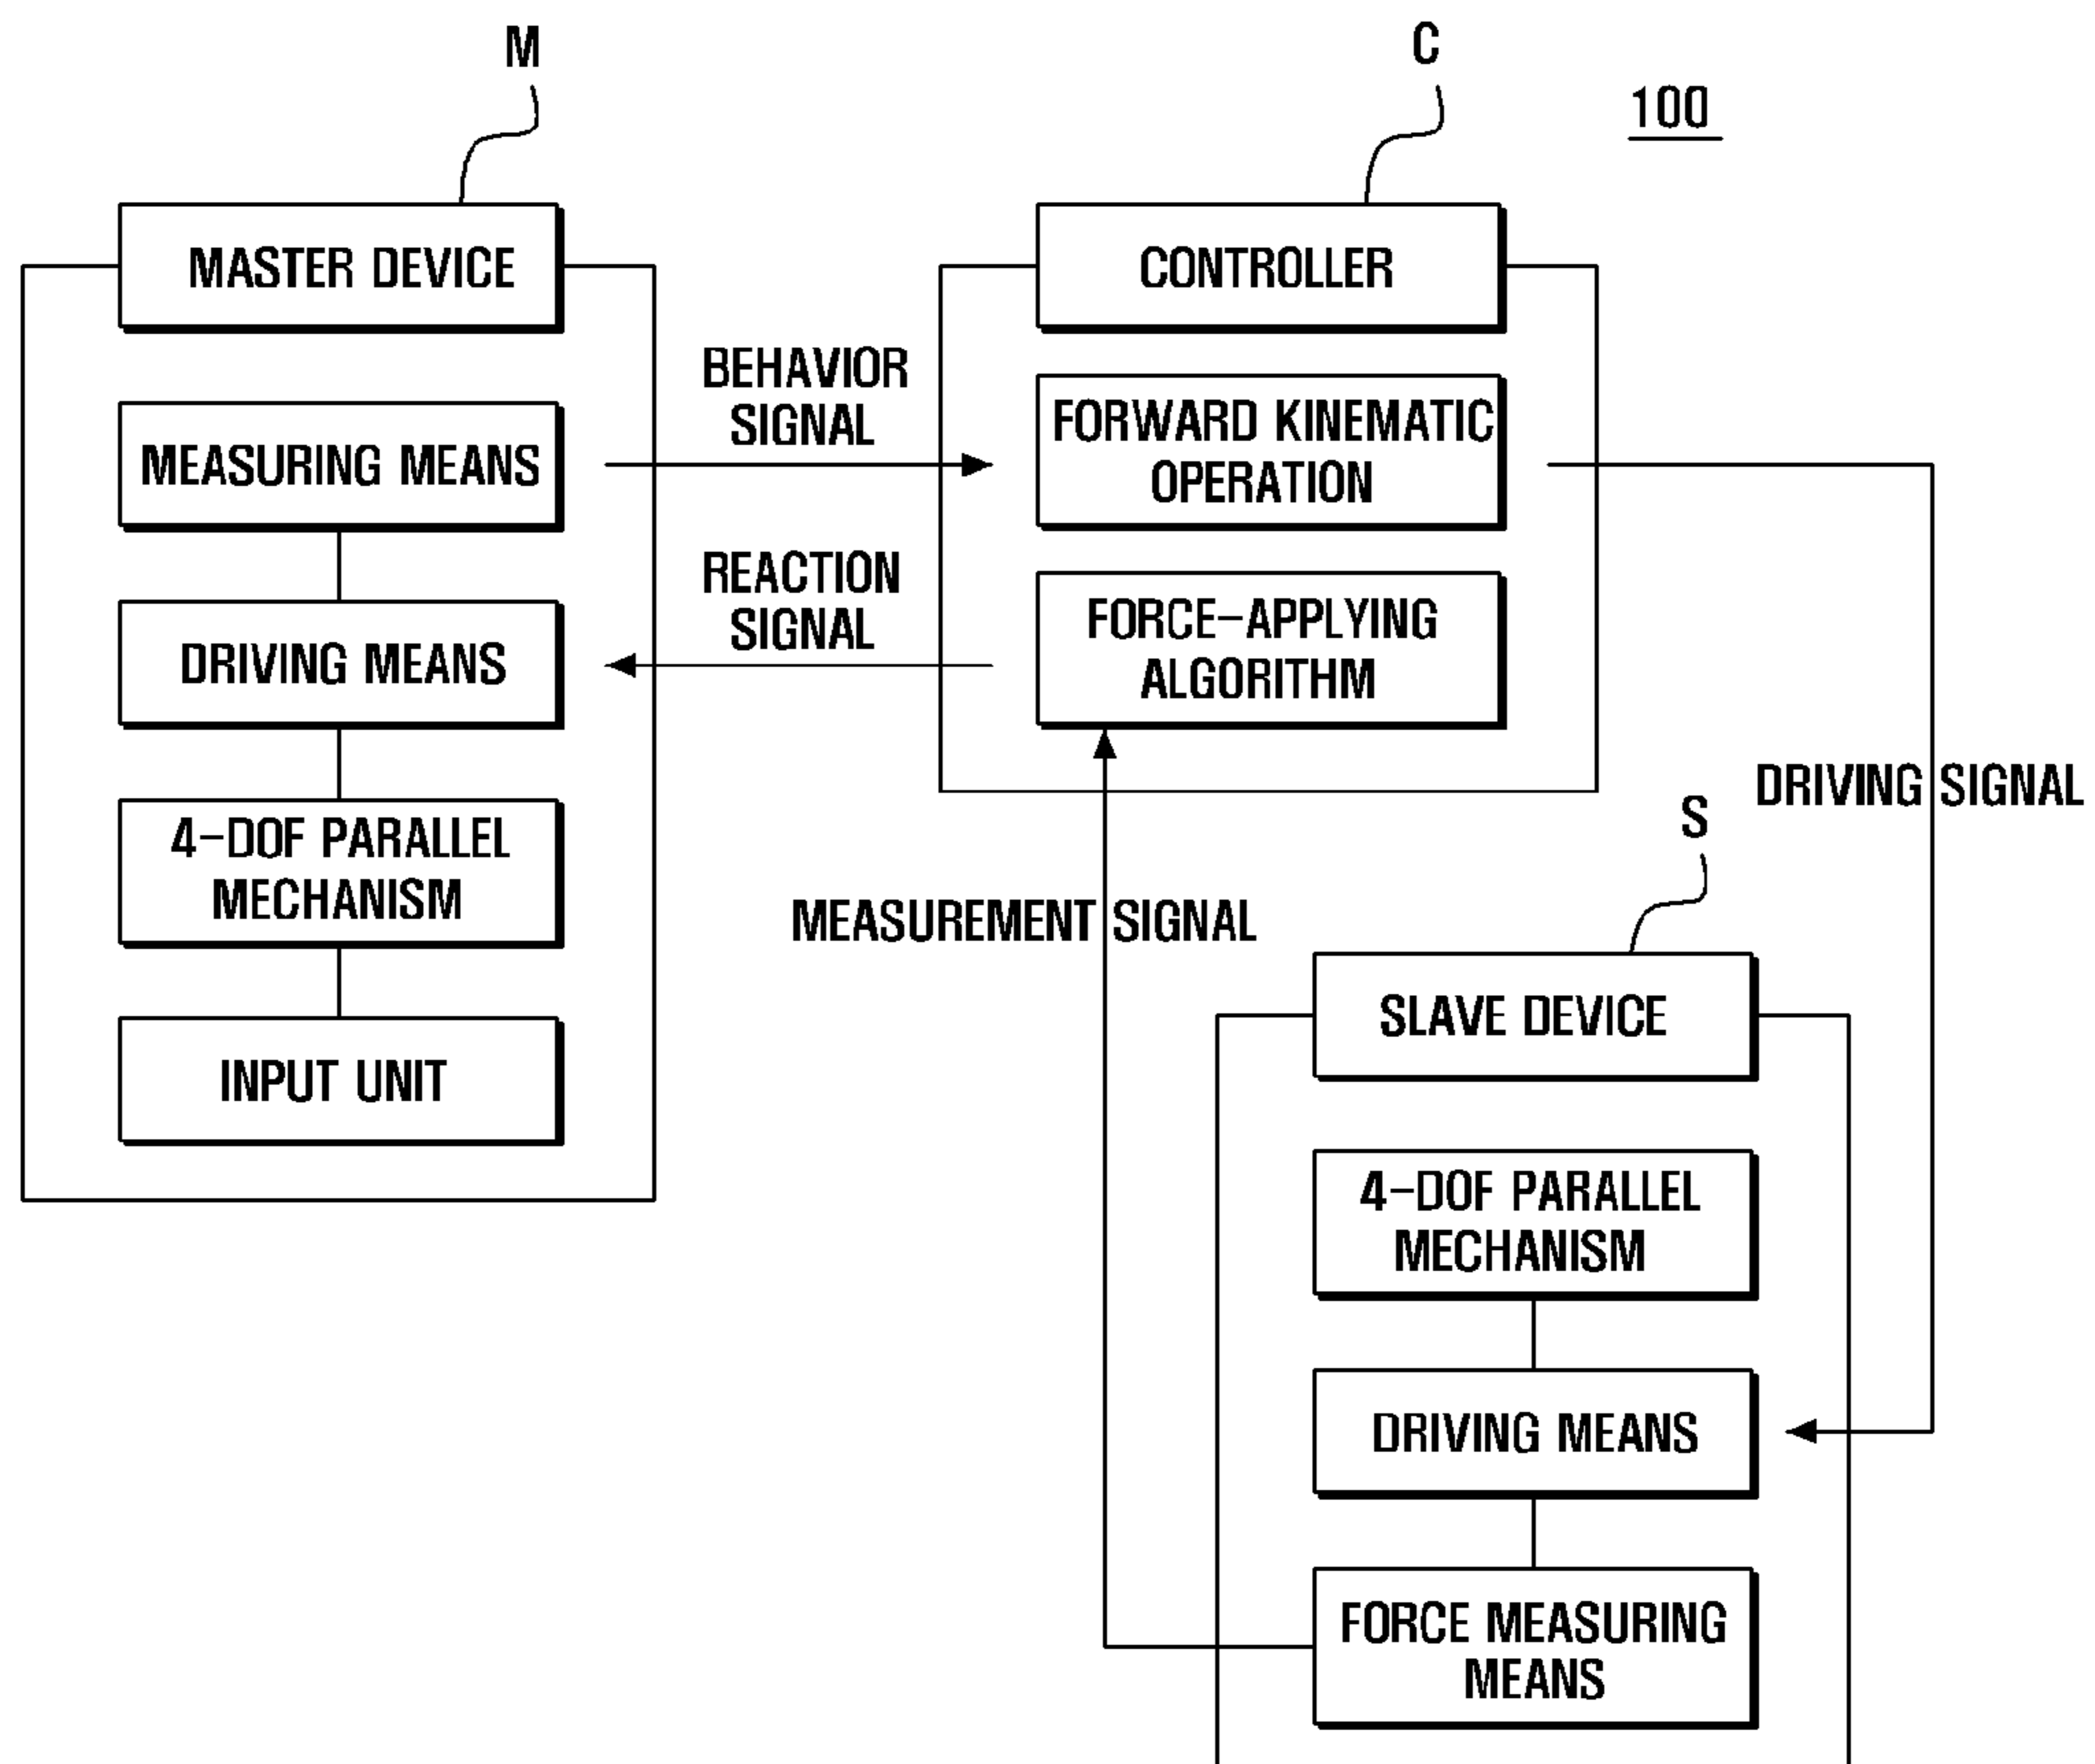 M
C
100
MASTER DEVICE
MEASURING MEANS
DRIVING MEANS
4-DOF PARALLEL
MECHANISM
INPUT UNIT
BEHAVIOR
SIGNAL
REACTION
SIGNAL
CONTROLLER
FORWARD KINEMATIC
OPERATION
FORCE-APPLYING
ALGORITHM
DRIVING SIGNAL
MEASUREMENT SIGNAL
S
SLAVE DEVICE
4-DOF PARALLEL
MECHANISM
DRIVING MEANS
FORCE MEASURING
MEANS